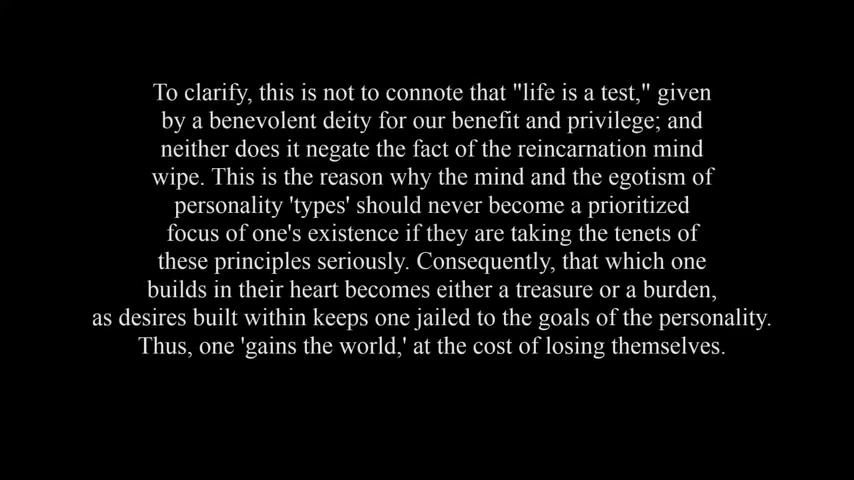 To clarify, this is not to connote that "life is a test," given
by a benevolent deity for our benefit and privilege; and
neither does it negate the fact of the reincarnation mind
wipe. This is the reason why the mind and the egotism of
personality 'types' should never become a prioritized
focus of one's existence if they are taking the tenets of
these principles seriously. Consequently, that which one
builds in their heart becomes either a treasure or a burden,
as desires built within keeps one jailed to the goals of the personality.
Thus, one 'gains the world,' at the cost of losing themselves.